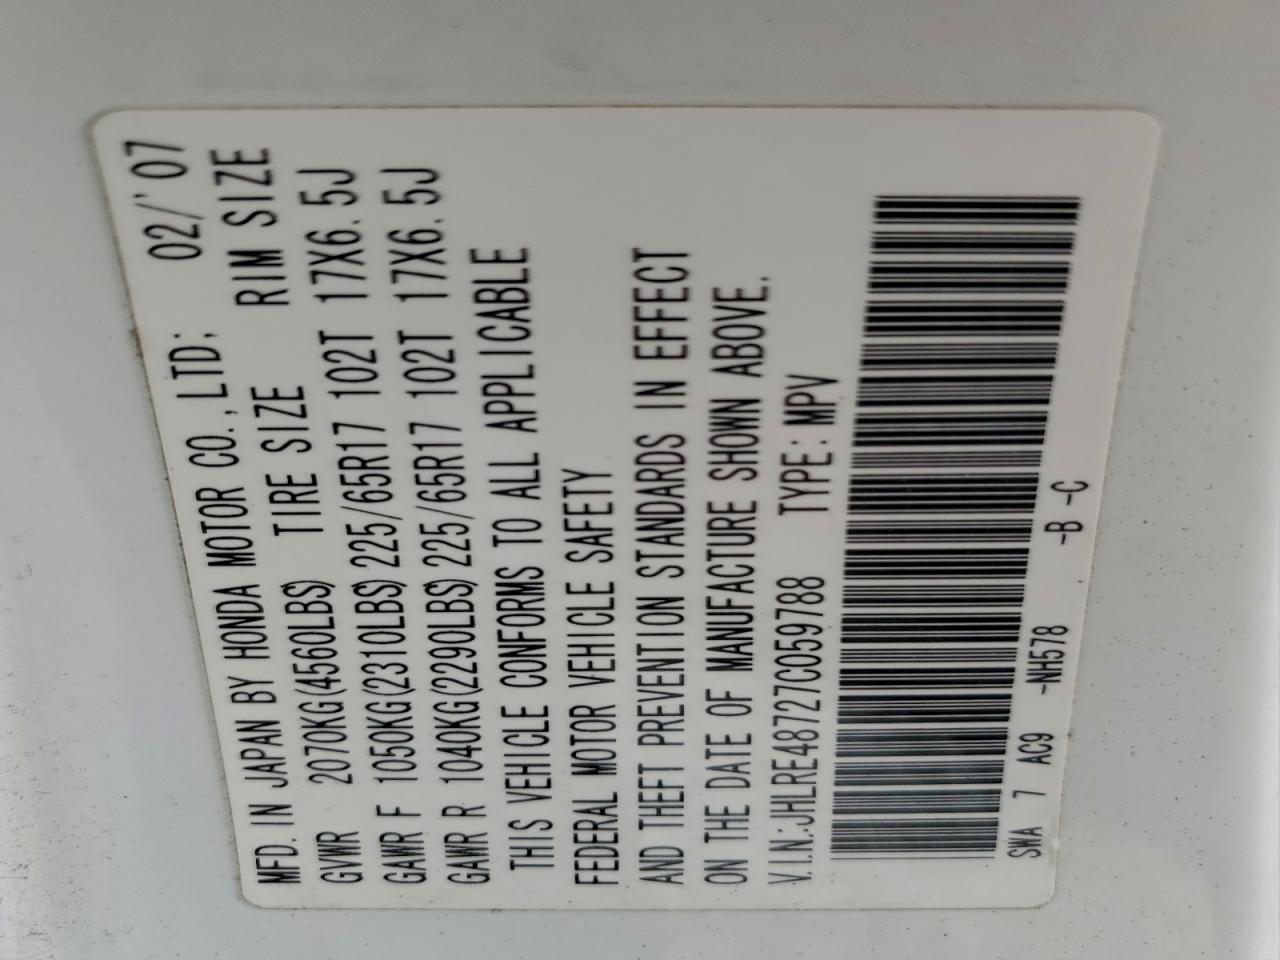 MFD. IN JAPAN BY HONDA MOTOR CO.,LTD; 02/'07
GVWR 2070KG(4560LBS) TIRE SIZE RIM SIZE
GAWR F 1050KG(2310LBS) 225/65R17 102T 17X6.5J
GAWR R 1040KG(2290LBS) 225/65R17 102T 17X6.5J
THIS VEHICLE CONFORMS TO ALL APPLICABLE
FEDERAL MOTOR VEHICLE SAFETY
AND THEFT PREVENTION STANDARDS IN EFFECT
ON THE DATE OF MANUFACTURE SHOWN ABOVE.
V.I.N.:JHLRE48727C059788 TYPE:MPV
SWA 7 AC9 -NH578 -B -C